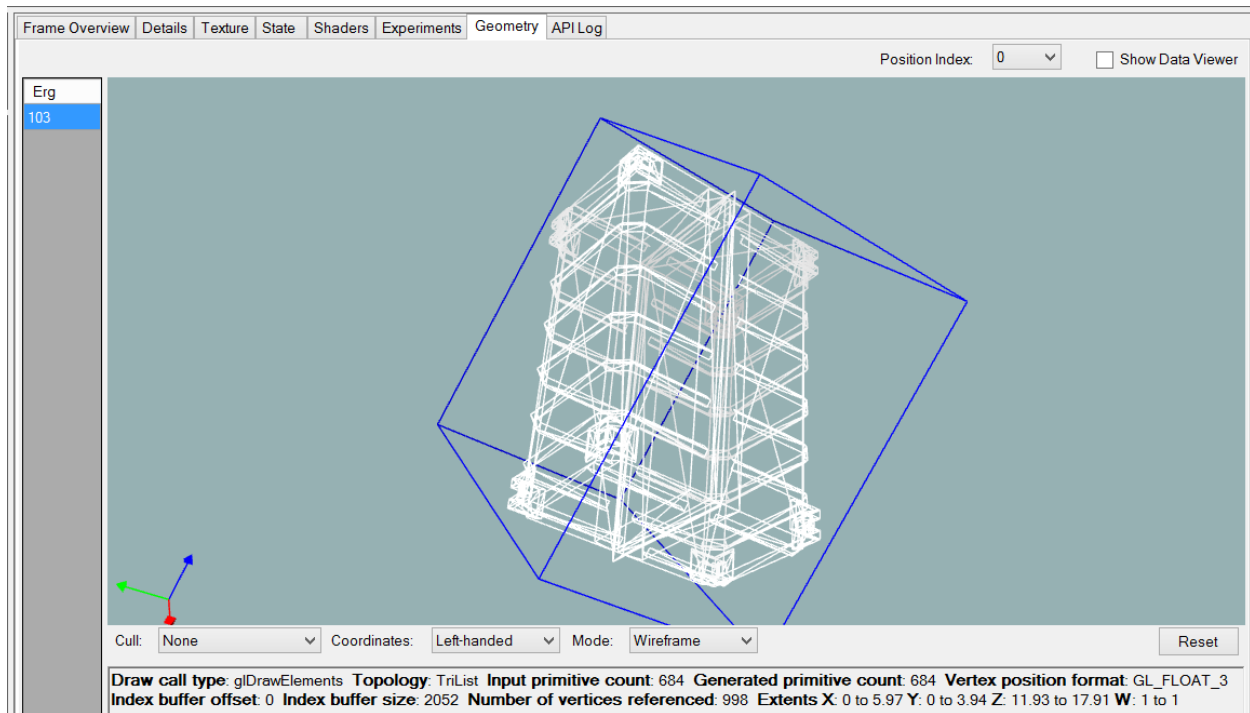 Frame Overview Details Texture State Shaders Experiments Geometry API Log
Position Index: 0 Show Data Viewer
Erg
103
Cull: None Coordinates: Left-handed Mode: Wireframe Reset
Draw call type: glDrawElements Topology: TriList Input primitive count: 684 Generated primitive count: 684 Vertex position format: GL_FLOAT_3
Index buffer offset: 0 Index buffer size: 2052 Number of vertices referenced: 998 Extents X: 0 to 5.97 Y: 0 to 3.94 Z: 11.93 to 17.91 W: 1 to 1